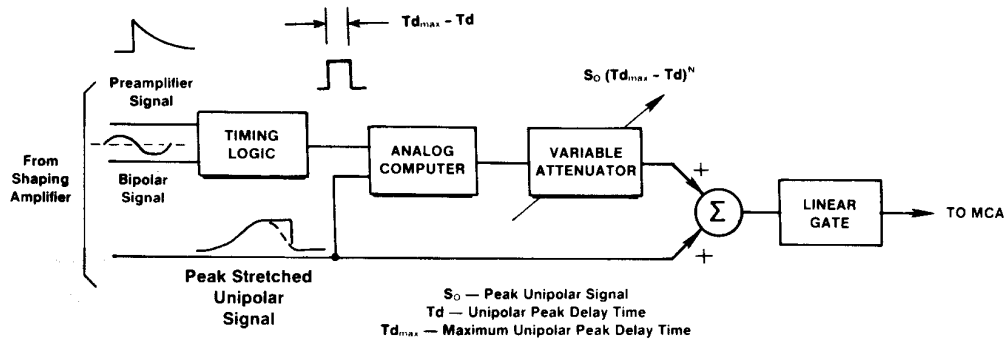 Td_max - Td
Preamplifier
Signal
S_O (Td_max - Td)^N
From
Shaping
Amplifier
TIMING
LOGIC
ANALOG
COMPUTER
VARIABLE
ATTENUATOR
Bipolar
Signal
+
Σ
+
LINEAR
GATE
TO MCA
Peak Stretched
Unipolar
Signal
S_O — Peak Unipolar Signal
Td — Unipolar Peak Delay Time
Td_max — Maximum Unipolar Peak Delay Time